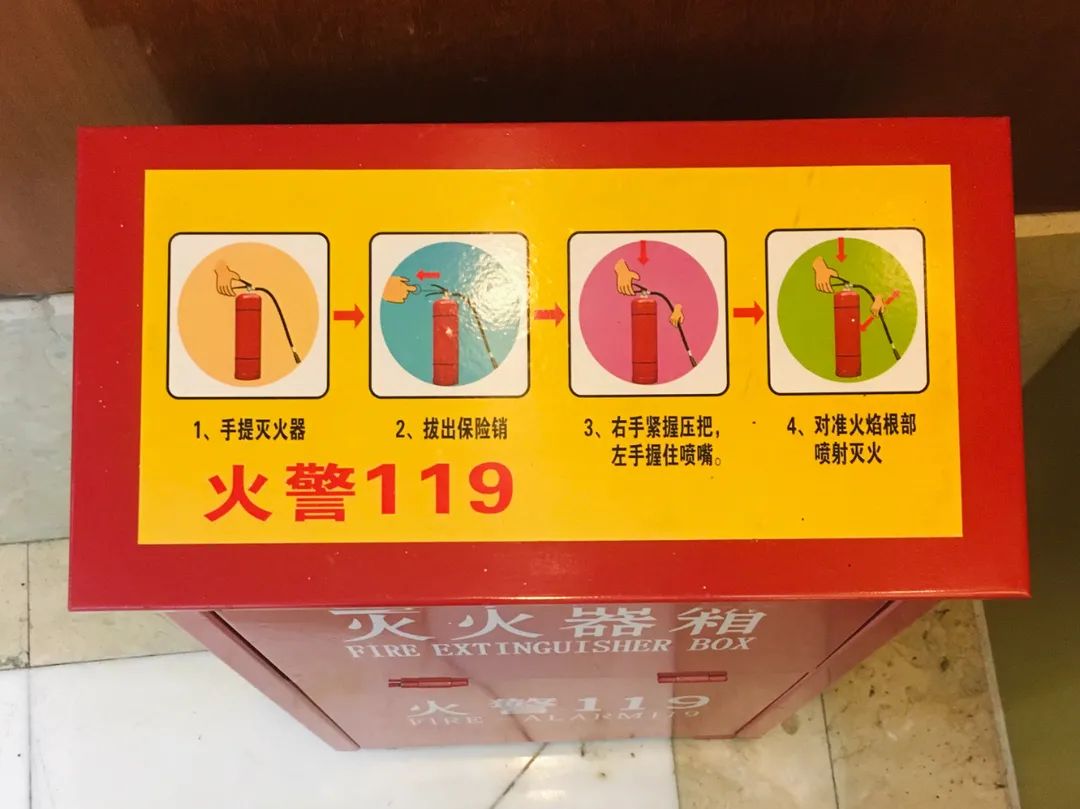 1、手提灭火器
2、拔出保险销
3、右手紧握压把，
左手握住喷嘴。
4、对准火焰根部
喷射灭火
火警119
灭火器箱
FIRE EXTINGUISHER BOX
火警119
FIRE ALARM119